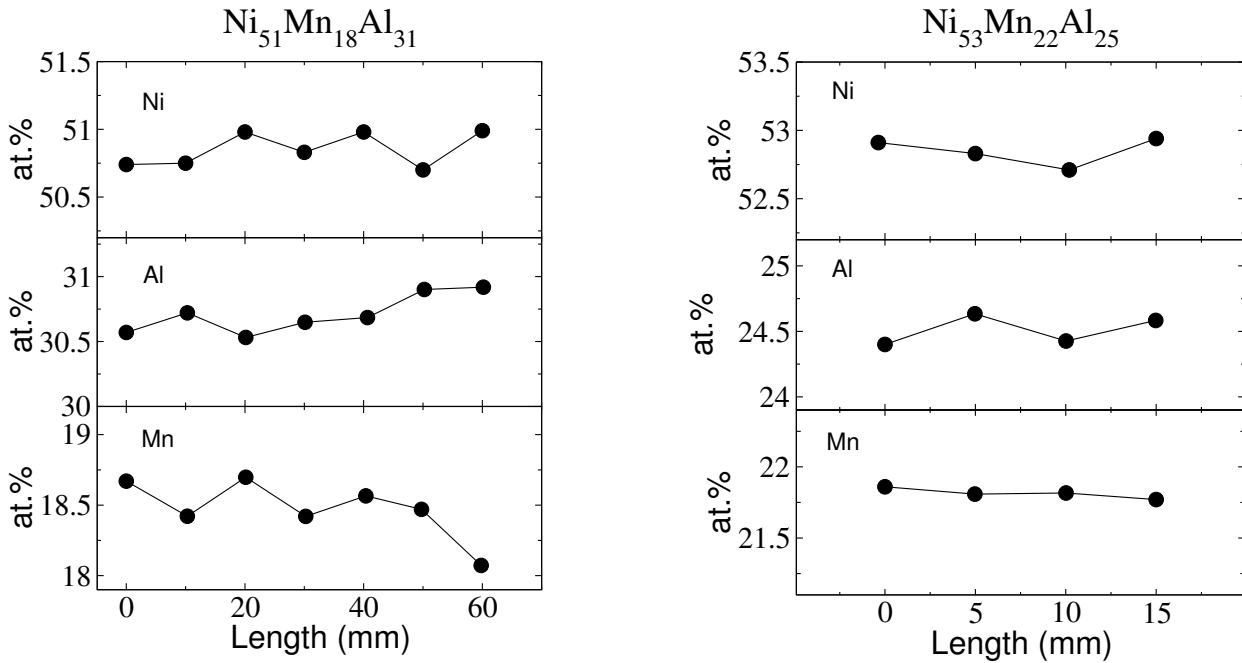 Ni₅₁Mn₁₈Al₃₁
51.5
51
50.5
at.%
Ni
31
30.5
30
at.%
Al
19
18.5
18
at.%
Mn
0 20 40 60
Length (mm)
Ni₅₃Mn₂₂Al₂₅
53.5
53
52.5
at.%
Ni
25
24.5
24
at.%
Al
22
21.5
at.%
Mn
0 5 10 15
Length (mm)